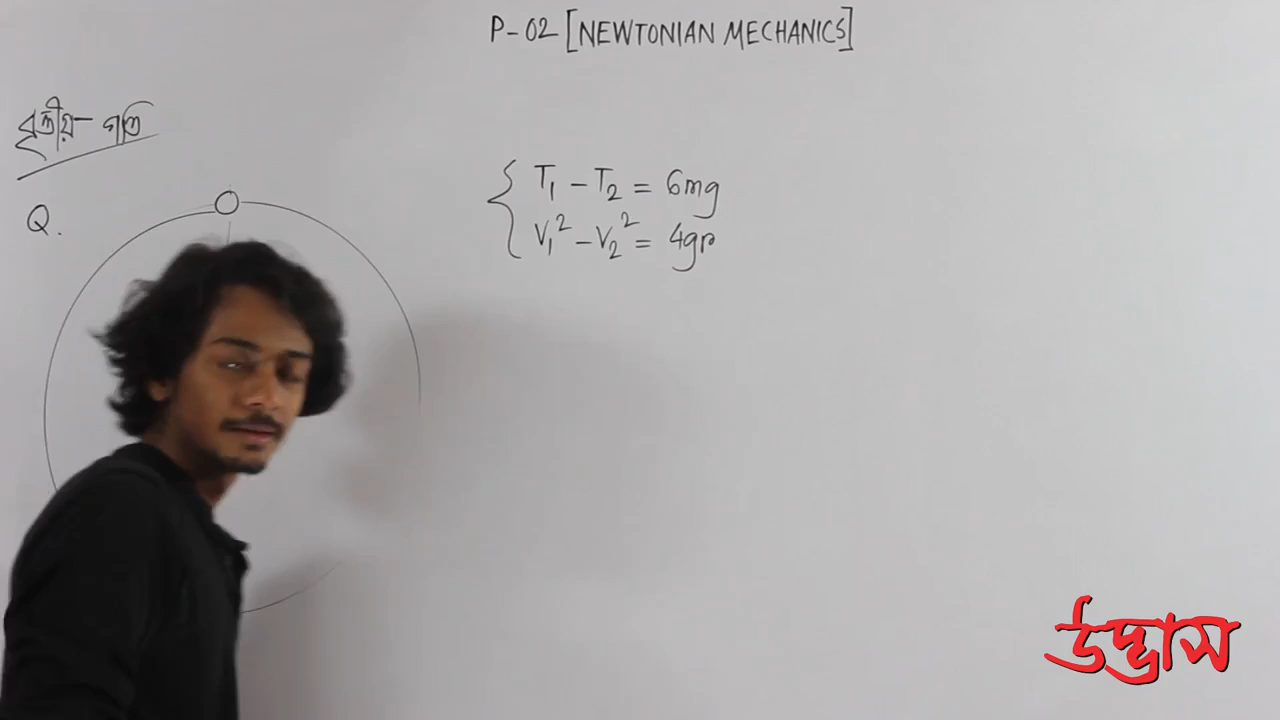 P-02 [NEWTONIAN MECHANICS]
বৃত্তীয়- গতি
Q.
T₁ - T₂ = 6mg
V₁² - V₂² = 4gr
উদ্ভাস